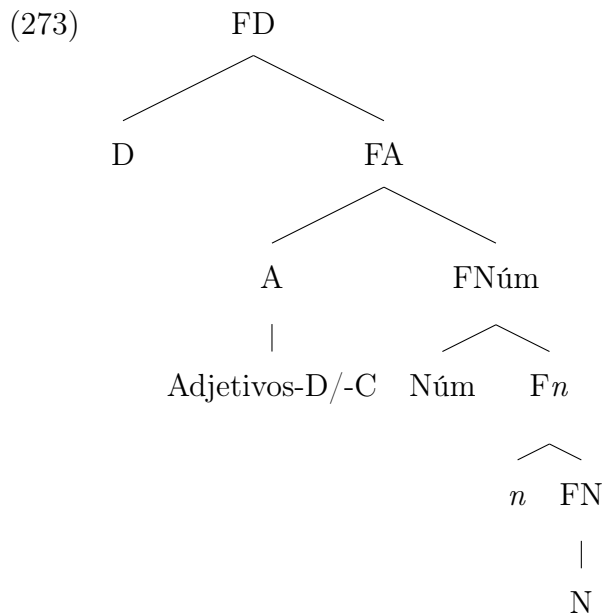 (273) FD
D FA
A FNúm
Adjetivos-D/-C Núm Fn
n FN
N